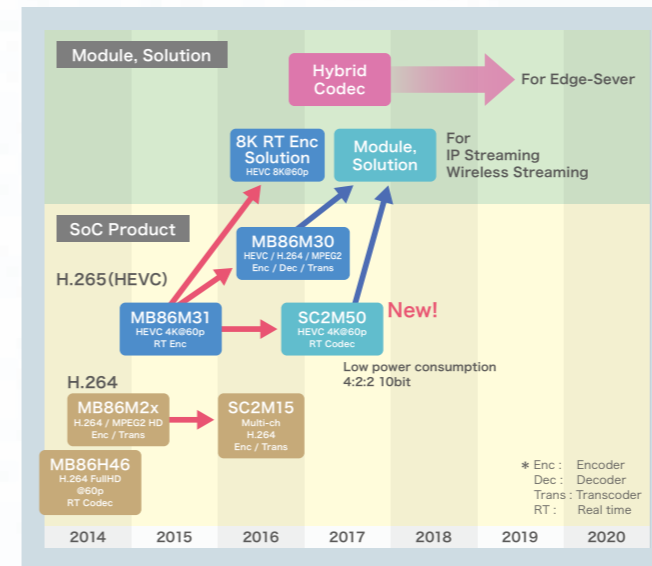 Module, Solution
Hybrid
Codec
For Edge-Sever
8K RT Enc
Solution
HEVC 8K@60p
Module,
Solution
For
IP Streaming
Wireless Streaming
SoC Product
MB86M30
HEVC / H.264 / MPEG2
Enc / Dec / Trans
H.265(HEVC)
MB86M31
HEVC 4K@60p
RT Enc
SC2M50
HEVC 4K@60p
RT Codec
New!
Low power consumption
4:2:2 10bit
H.264
MB86M2x
H.264 / MPEG2 HD
Enc / Trans
SC2M15
Multi-ch
H.264
Enc / Trans
MB86H46
H.264 FullHD
@60p
RT Codec
* Enc : Encoder
Dec : Decoder
Trans : Transcoder
RT : Real time
2014 2015 2016 2017 2018 2019 2020